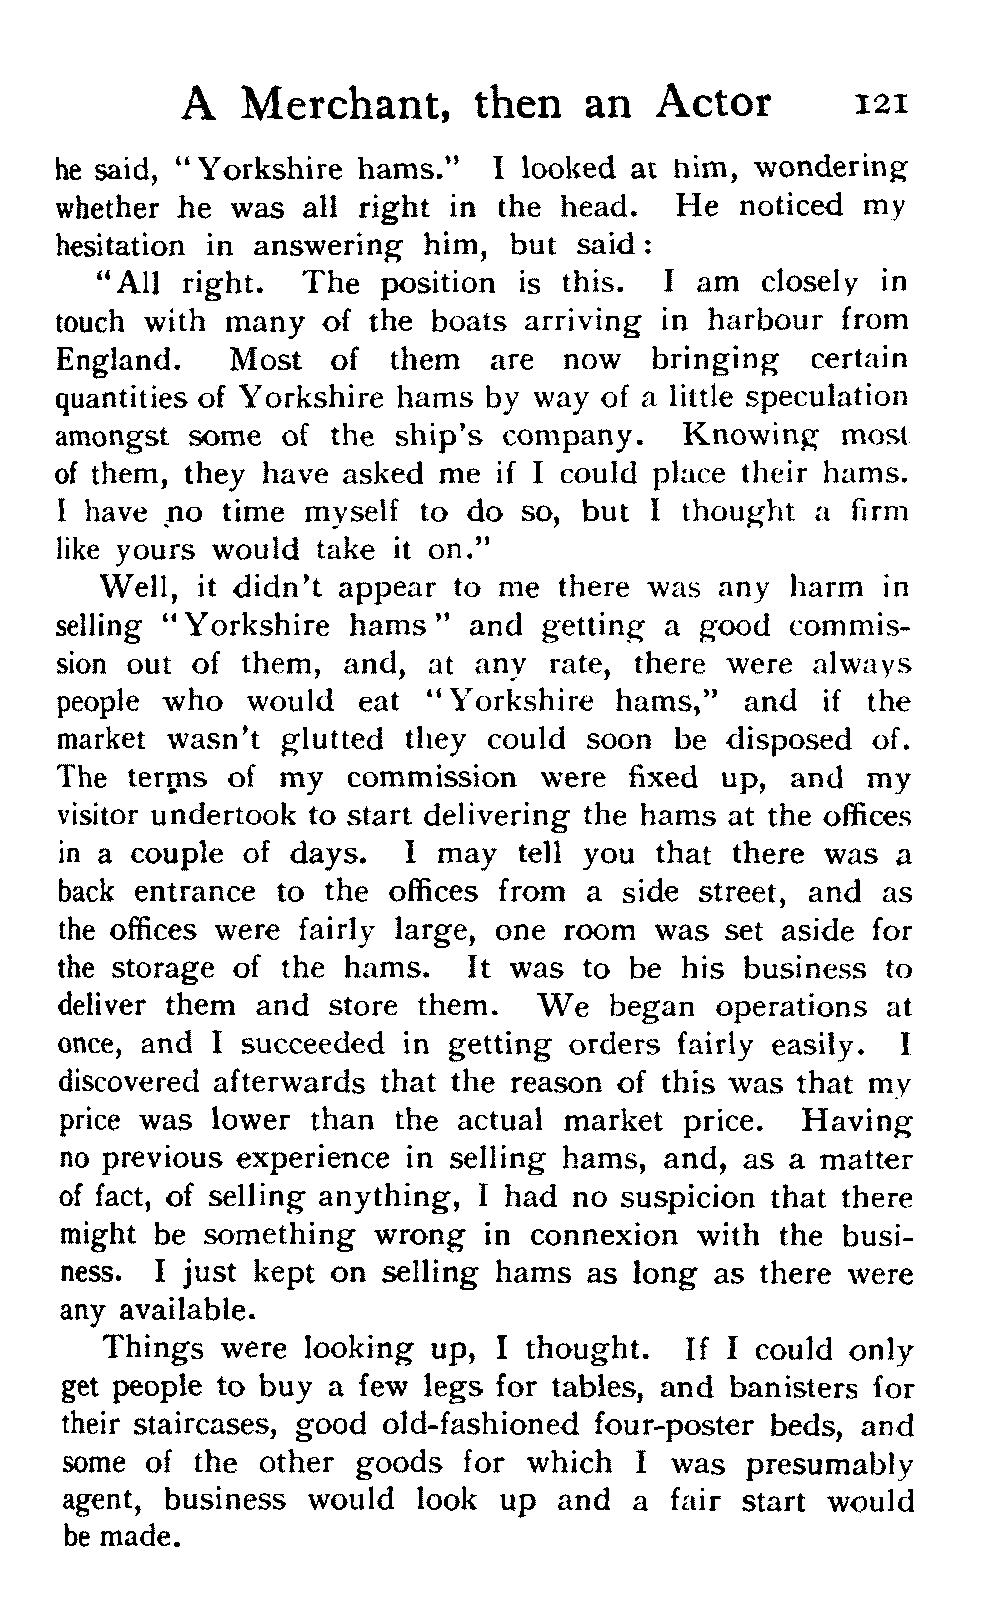 A Merchant, then an Actor 121
he said, "Yorkshire hams." I looked at him, wondering
whether he was all right in the head. He noticed my
hesitation in answering him, but said:
"All right. The position is this. I am closely in
touch with many of the boats arriving in harbour from
England. Most of them are now bringing certain
quantities of Yorkshire hams by way of a little speculation
amongst some of the ship's company. Knowing most
of them, they have asked me if I could place their hams.
I have no time myself to do so, but I thought a firm
like yours would take it on."
Well, it didn't appear to me there was any harm in
selling "Yorkshire hams" and getting a good commis-
sion out of them, and, at any rate, there were always
people who would eat "Yorkshire hams," and if the
market wasn't glutted they could soon be disposed of.
The terms of my commission were fixed up, and my
visitor undertook to start delivering the hams at the offices
in a couple of days. I may tell you that there was a
back entrance to the offices from a side street, and as
the offices were fairly large, one room was set aside for
the storage of the hams. It was to be his business to
deliver them and store them. We began operations at
once, and I succeeded in getting orders fairly easily. I
discovered afterwards that the reason of this was that my
price was lower than the actual market price. Having
no previous experience in selling hams, and, as a matter
of fact, of selling anything, I had no suspicion that there
might be something wrong in connexion with the busi-
ness. I just kept on selling hams as long as there were
any available.
Things were looking up, I thought. If I could only
get people to buy a few legs for tables, and banisters for
their staircases, good old-fashioned four-poster beds, and
some of the other goods for which I was presumably
agent, business would look up and a fair start would
be made.